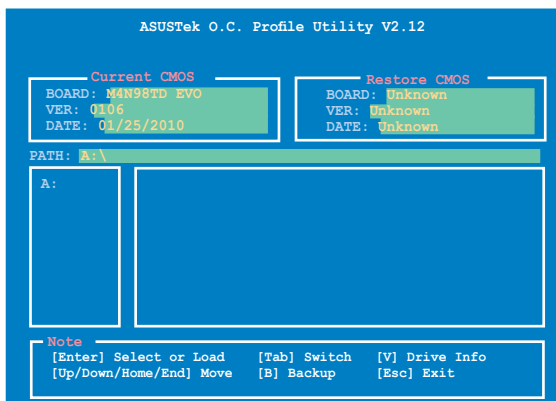 ASUSTek O.C. Profile Utility V2.12
Current CMOS
BOARD: M4N98TD EVO
VER: 0106
DATE: 01/25/2010
Restore CMOS
BOARD: Unknown
VER: Unknown
DATE: Unknown
PATH: A:\
A:
Note
[Enter] Select or Load [Tab] Switch [V] Drive Info
[Up/Down/Home/End] Move [B] Backup [Esc] Exit